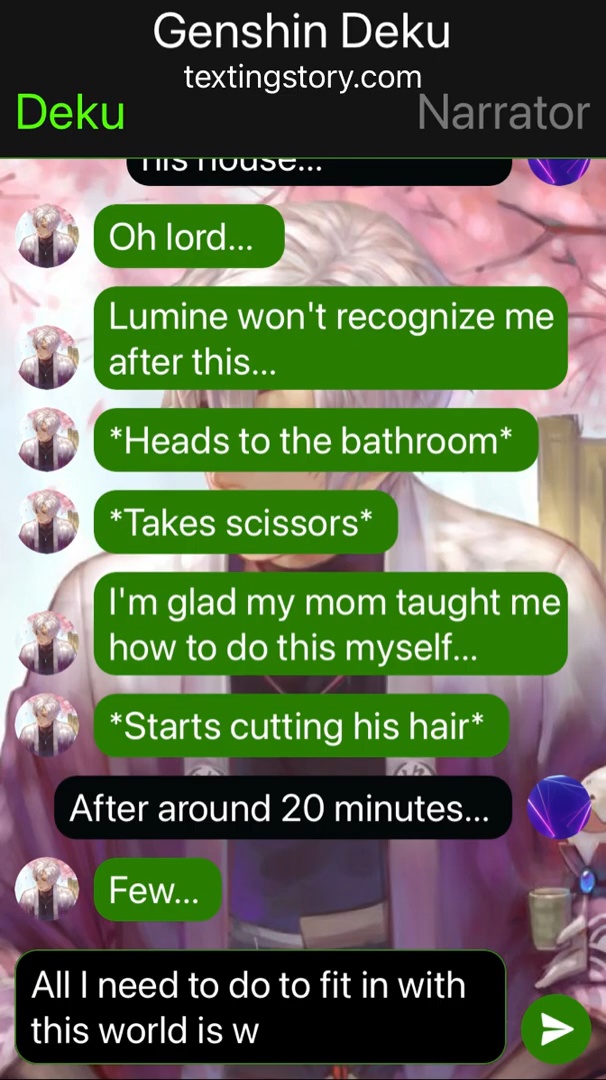 Genshin Deku
textingstory.com
Deku
Narrator
his house...
Oh lord...
Lumine won't recognize me
after this...
*Heads to the bathroom*
*Takes scissors*
I'm glad my mom taught me
how to do this myself...
*Starts cutting his hair*
After around 20 minutes...
Few...
All I need to do to fit in with
this world is w